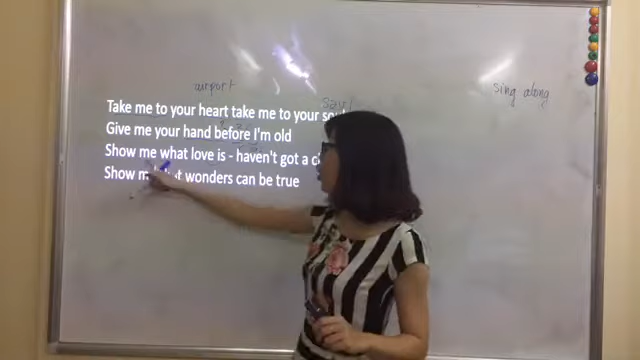 airport
sing along
Take me to your heart take me to your soul
Give me your hand before I'm old
Show me what love is - haven't got a c
Show m wonders can be true